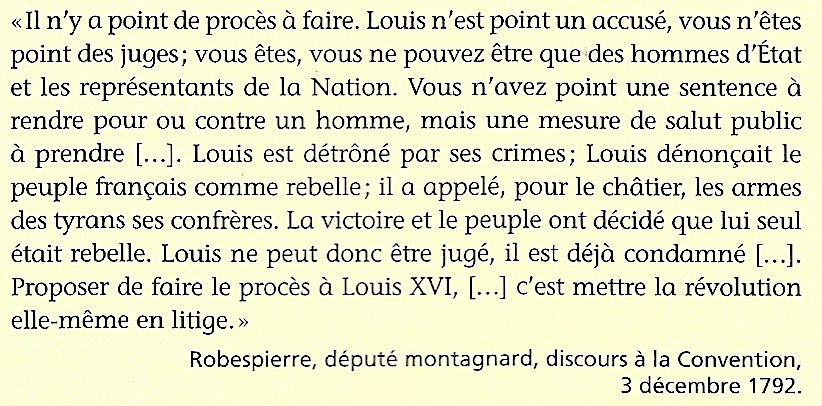 «Il n'y a point de procès à faire. Louis n'est point un accusé, vous n'êtes
point des juges; vous êtes, vous ne pouvez être que des hommes d'État
et les représentants de la Nation. Vous n'avez point une sentence à
rendre pour ou contre un homme, mais une mesure de salut public
à prendre [...]. Louis est détrôné par ses crimes; Louis dénonçait le
peuple français comme rebelle; il a appelé, pour le châtier, les armes
des tyrans ses confrères. La victoire et le peuple ont décidé que lui seul
était rebelle. Louis ne peut donc être jugé, il est déjà condamné [...].
Proposer de faire le procès à Louis XVI, [...] c'est mettre la révolution
elle-même en litige.»
Robespierre, député montagnard, discours à la Convention,
3 décembre 1792.